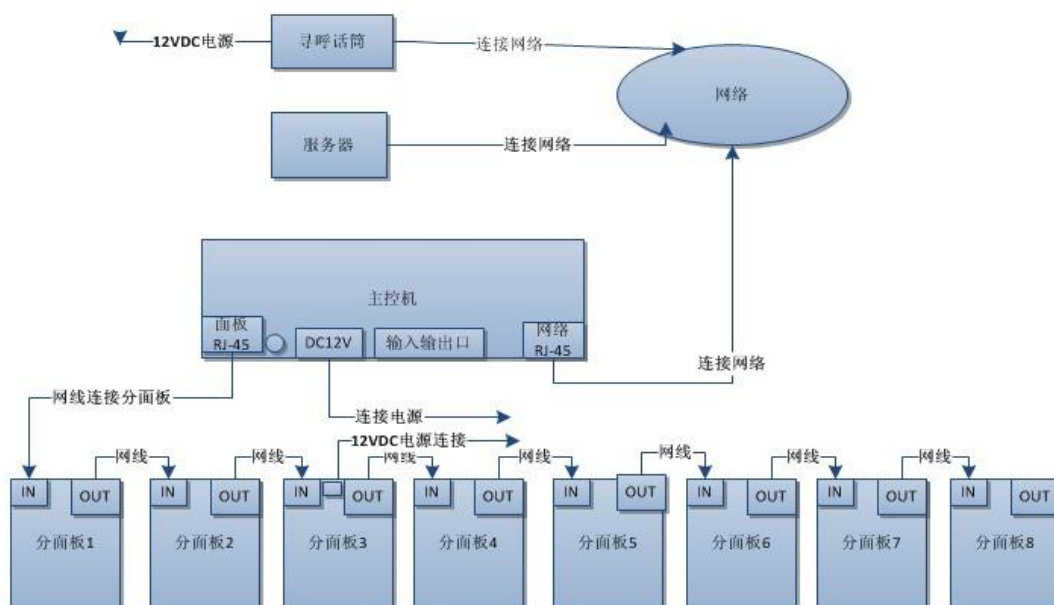 12VDC电源
寻呼话筒
连接网络
网络
服务器
连接网络
主控机
面板
RJ-45
DC12V
输入输出口
网络
RJ-45
连接网络
网线连接分面板
连接电源
12VDC电源连接
网线
网线
网线
网线
网线
网线
网线
IN
OUT
IN
OUT
IN
OUT
IN
OUT
IN
OUT
IN
OUT
IN
OUT
IN
OUT
分面板1
分面板2
分面板3
分面板4
分面板5
分面板6
分面板7
分面板8